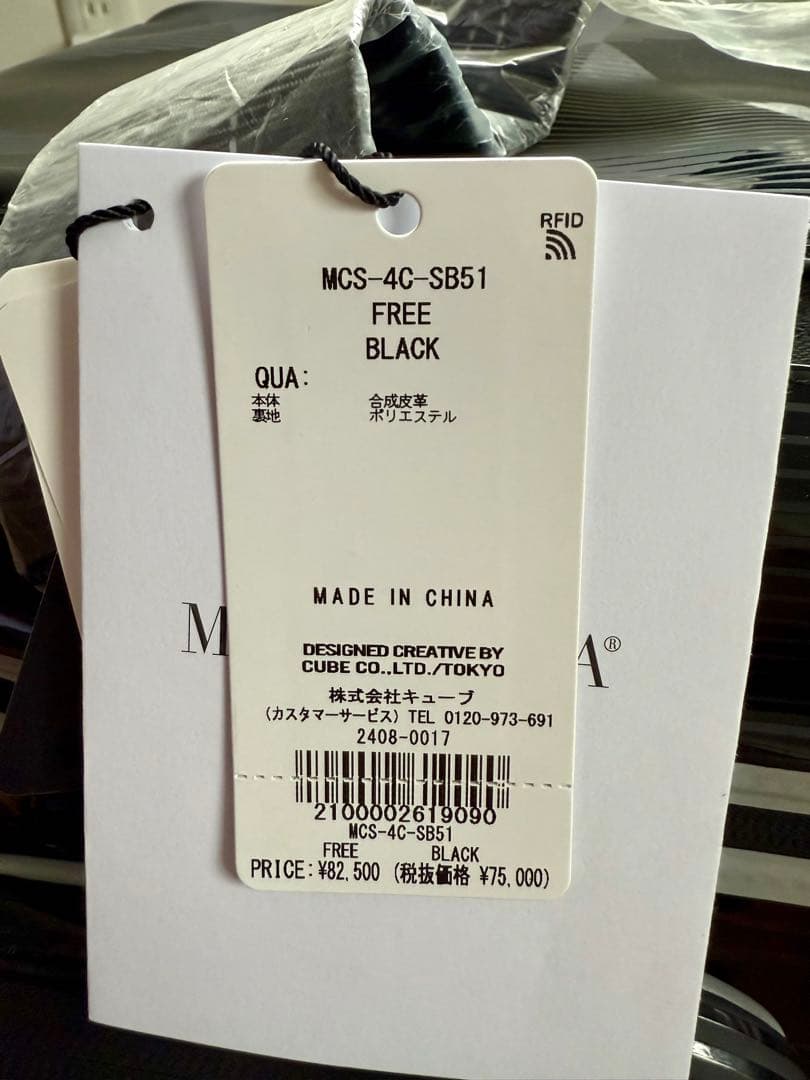 RFID
MCS-4C-SB51
FREE
BLACK
QUA:
本体 合成皮革
裏地 ポリエステル
MADE IN CHINA
M A®
DESIGNED CREATIVE BY
CUBE CO.,LTD./TOKYO
株式会社キューブ
(カスタマーサービス) TEL 0120-973-691
2408-0017
2100002619090
MCS-4C-SB51
FREE BLACK
PRICE:¥82,500 (税抜価格 ¥75,000)